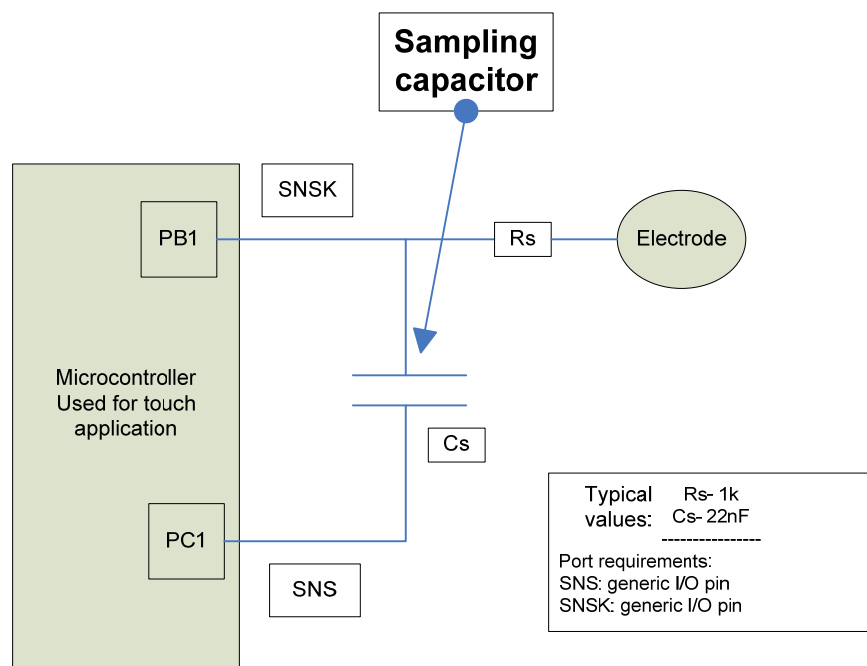 Sampling
capacitor
SNSK
PB1
Rs
Electrode
Microcontroller
Used for touch
application
Cs
PC1
SNS
Typical Rs- 1k
values: Cs- 22nF
----------------
Port requirements:
SNS: generic I/O pin
SNSK: generic I/O pin